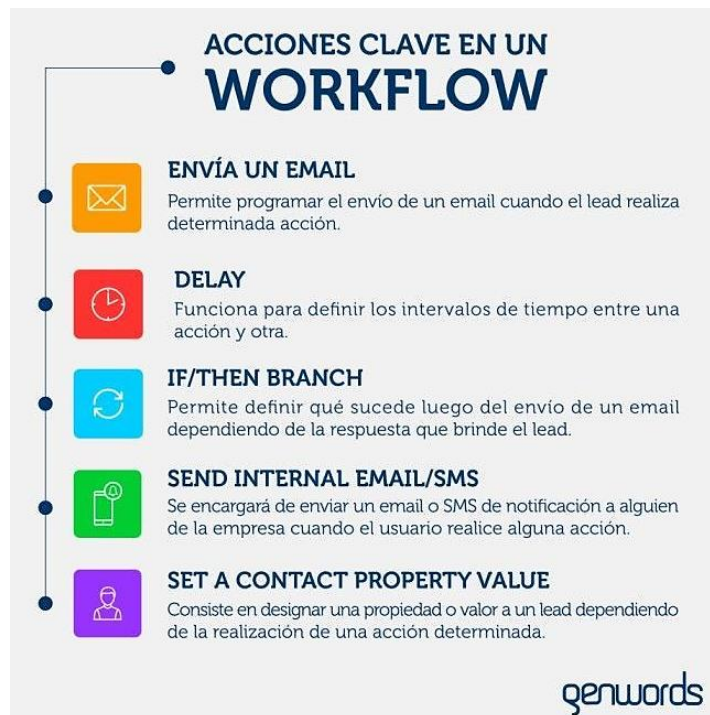 ACCIONES CLAVE EN UN
WORKFLOW
ENVÍA UN EMAIL
Permite programar el envío de un email cuando el lead realiza
determinada acción.
DELAY
Funciona para definir los intervalos de tiempo entre una
acción y otra.
IF/THEN BRANCH
Permite definir qué sucede luego del envío de un email
dependiendo de la respuesta que brinde el lead.
SEND INTERNAL EMAIL/SMS
Se encargará de enviar un email o SMS de notificación a alguien
de la empresa cuando el usuario realice alguna acción.
SET A CONTACT PROPERTY VALUE
Consiste en designar una propiedad o valor a un lead dependiendo
de la realización de una acción determinada.
genwords